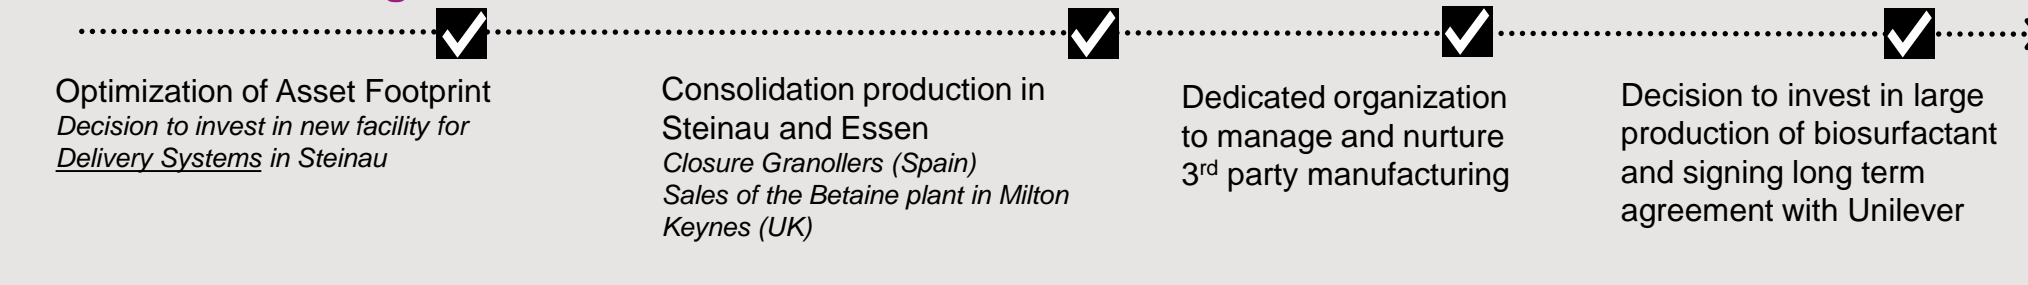 Optimization of Asset Footprint
Decision to invest in new facility for
Delivery Systems in Steinau
Consolidation production in
Steinau and Essen
Closure Granollers (Spain)
Sales of the Betaine plant in Milton
Keynes (UK)
Dedicated organization
to manage and nurture
3rd party manufacturing
Decision to invest in large
production of biosurfactant
and signing long term
agreement with Unilever